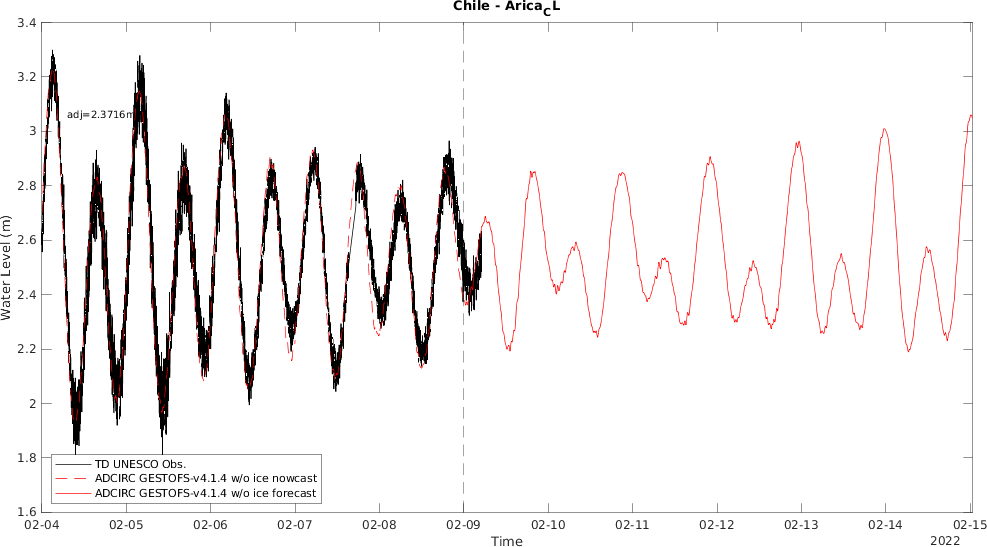 Chile - Arica_CL
3.4
3.2
3
2.8
2.6
2.4
2.2
2
1.8
1.6
Water Level (m)
adj=2.3716m
TD UNESCO Obs.
ADCIRC GESTOFS-v4.1.4 w/o ice nowcast
ADCIRC GESTOFS-v4.1.4 w/o ice forecast
02-04 02-05 02-06 02-07 02-08 02-09 02-10 02-11 02-12 02-13 02-14 02-15
Time
2022